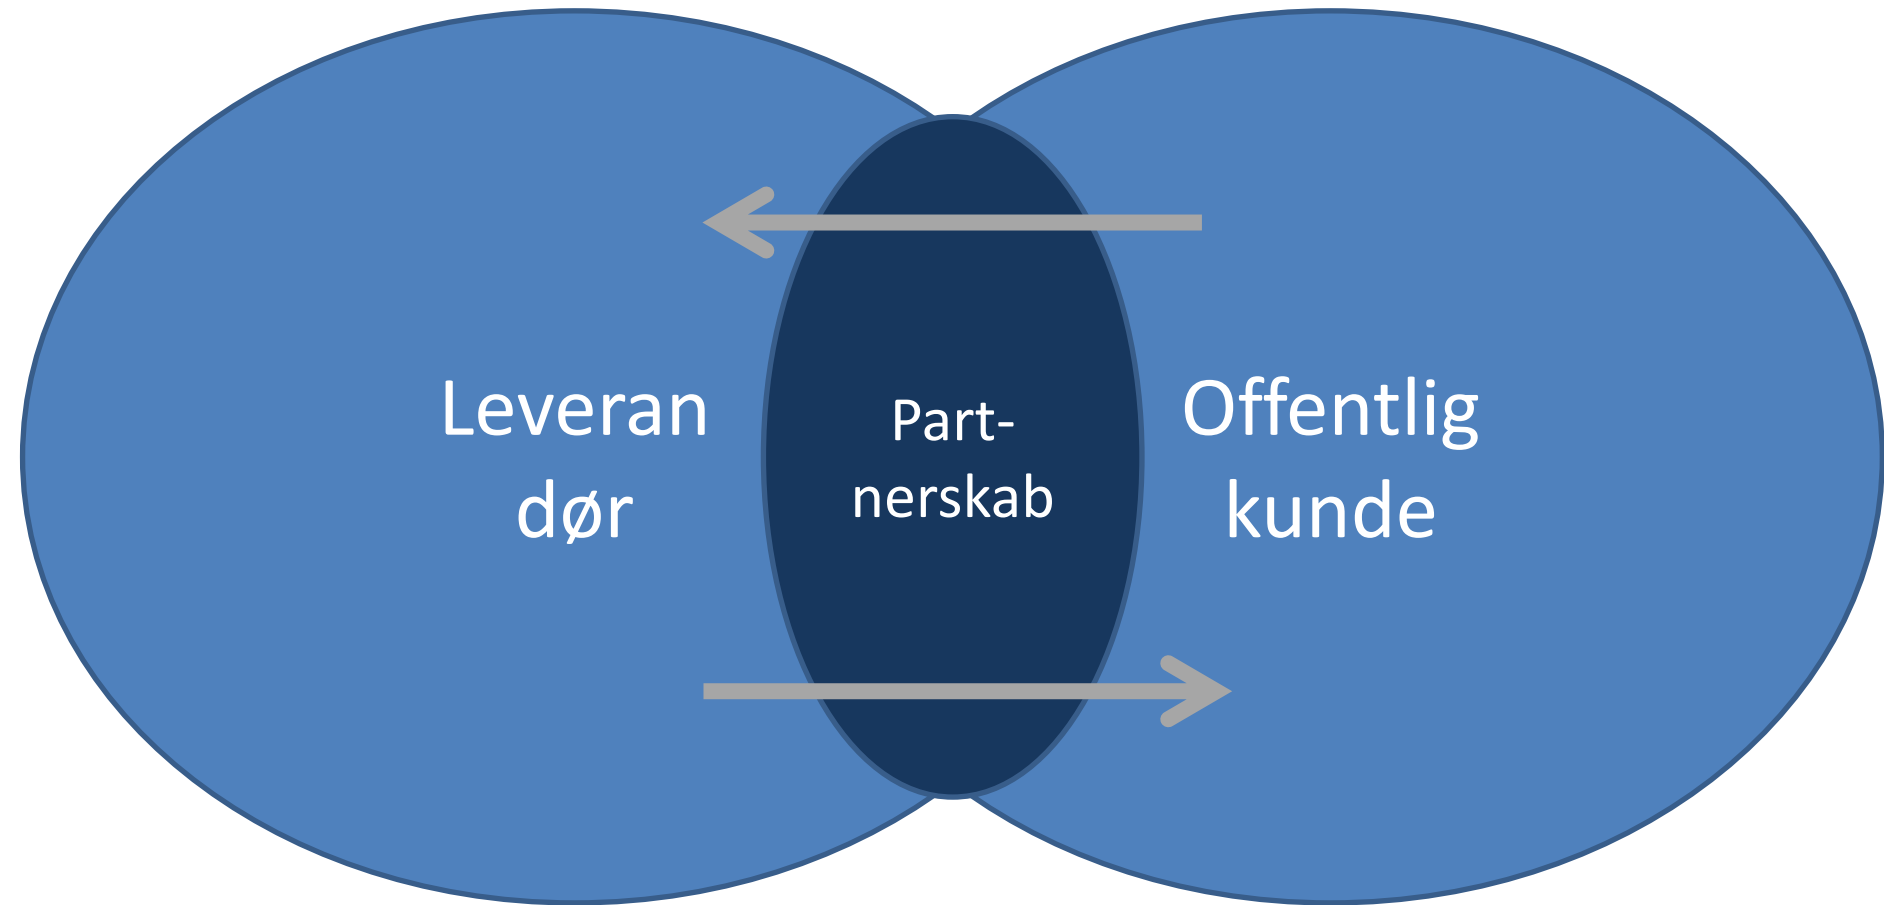 Leveran
dør
Part-
nerskab
Offentlig
kunde